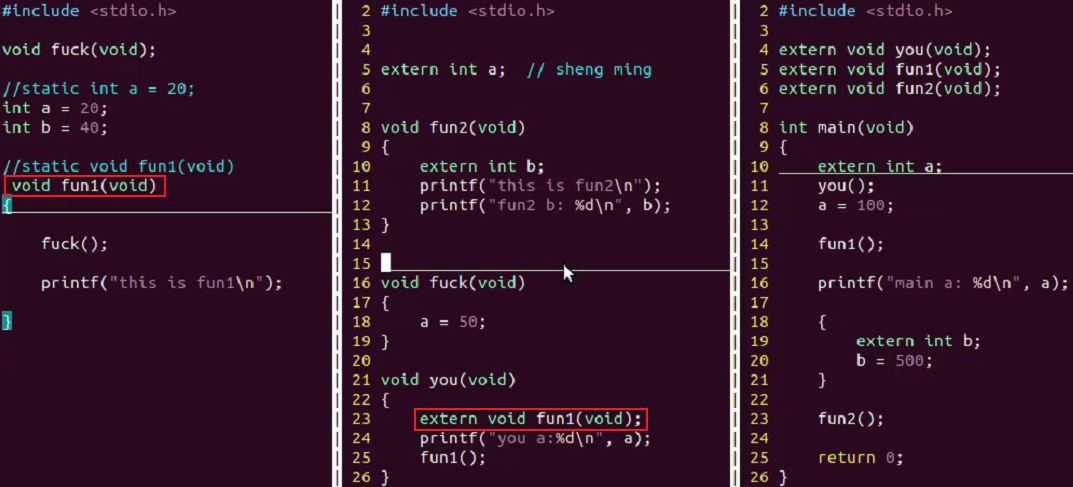 #include <stdio.h>
void fuck(void);
//static int a = 20;
int a = 20;
int b = 40;
//static void fun1(void)
void fun1(void)
{
fuck();
printf("this is fun1\n");
}
2 #include <stdio.h>
3
4
5 extern int a;  // sheng ming
6
7
8 void fun2(void)
9 {
10 extern int b;
11 printf("this is fun2\n");
12 printf("fun2 b: %d\n", b);
13 }
14
15
16 void fuck(void)
17 {
18 a = 50;
19 }
20
21 void you(void)
22 {
23 extern void fun1(void);
24 printf("you a:%d\n", a);
25 fun1();
26 }
2 #include <stdio.h>
3
4 extern void you(void);
5 extern void fun1(void);
6 extern void fun2(void);
7
8 int main(void)
9 {
10 extern int a;
11 you();
12 a = 100;
13
14 fun1();
15
16 printf("main a: %d\n", a);
17
18 {
19 extern int b;
20 b = 500;
21 }
22
23 fun2();
24
25 return 0;
26 }